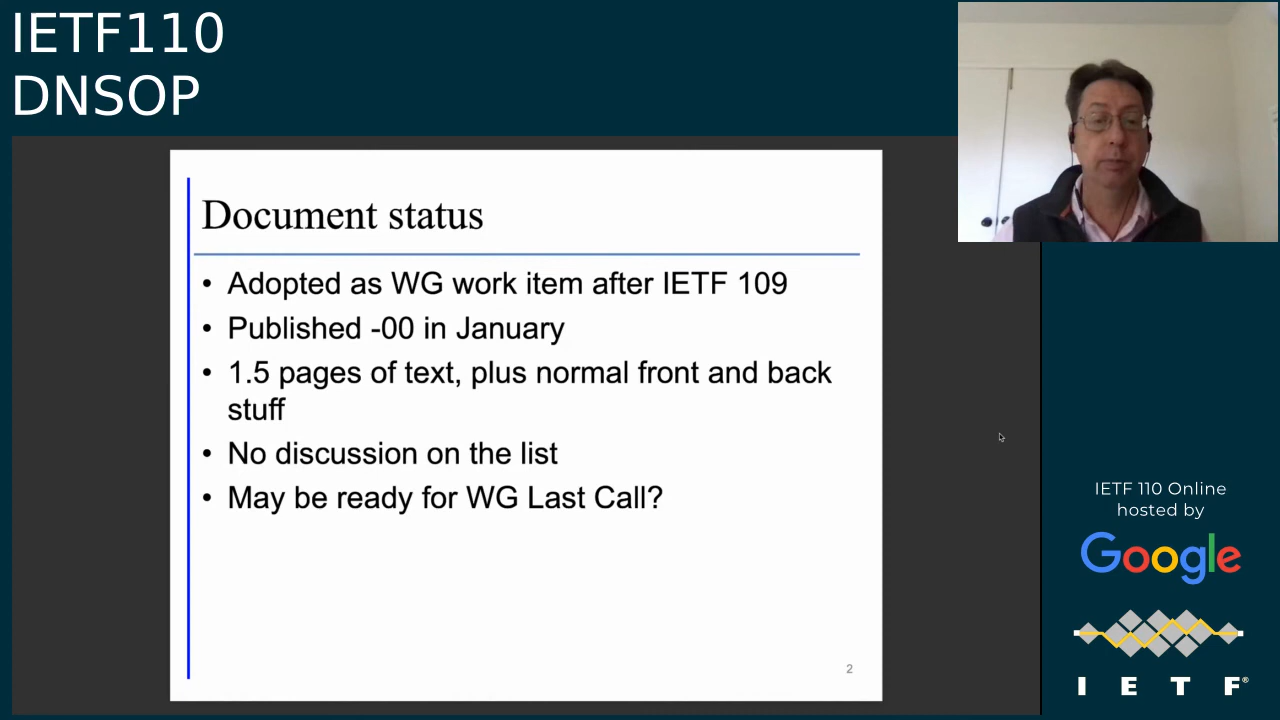 IETF110
DNSOP
Document status
• Adopted as WG work item after IETF 109
• Published -00 in January
• 1.5 pages of text, plus normal front and back
stuff
• No discussion on the list
• May be ready for WG Last Call?
2
IETF 110 Online
hosted by
Google
I E T F®